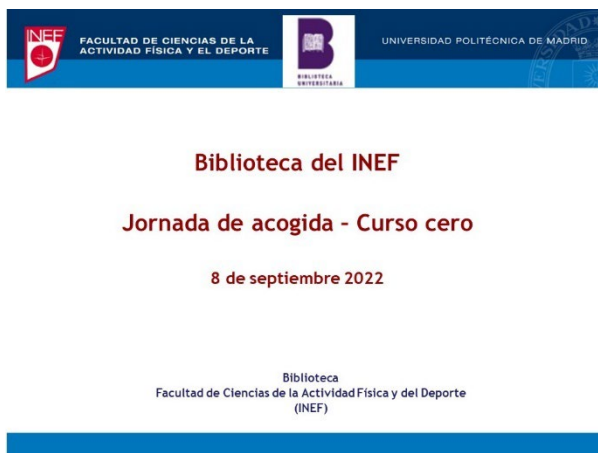 INEF
FACULTAD DE CIENCIAS DE LA
ACTIVIDAD FÍSICA Y EL DEPORTE
BIBLIOTECA
UNIVERSITARIA
UNIVERSIDAD POLITÉCNICA DE MADRID
Biblioteca del INEF
Jornada de acogida - Curso cero
8 de septiembre 2022
Biblioteca
Facultad de Ciencias de la Actividad Física y del Deporte
(INEF)